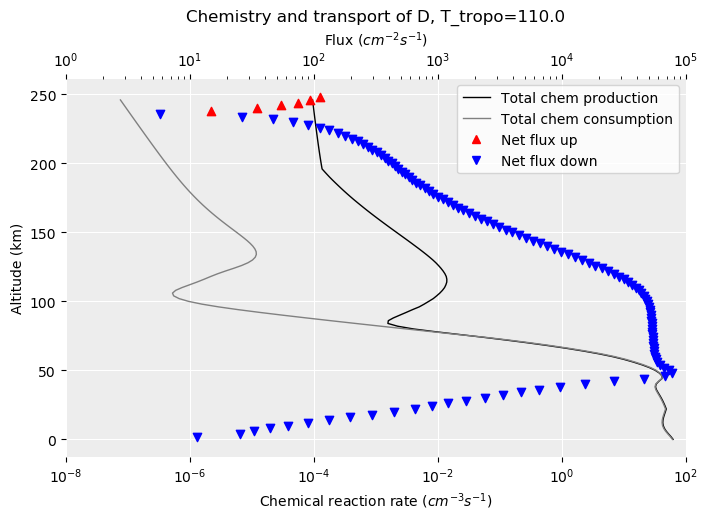 Chemistry and transport of D, T_tropo=110.0
Flux (cm⁻²s⁻¹)
10⁰ 10¹ 10² 10³ 10⁴ 10⁵
Total chem production
Total chem consumption
Net flux up
Net flux down
Altitude (km)
250
200
150
100
50
0
10⁻⁸ 10⁻⁶ 10⁻⁴ 10⁻² 10⁰ 10²
Chemical reaction rate (cm⁻³s⁻¹)